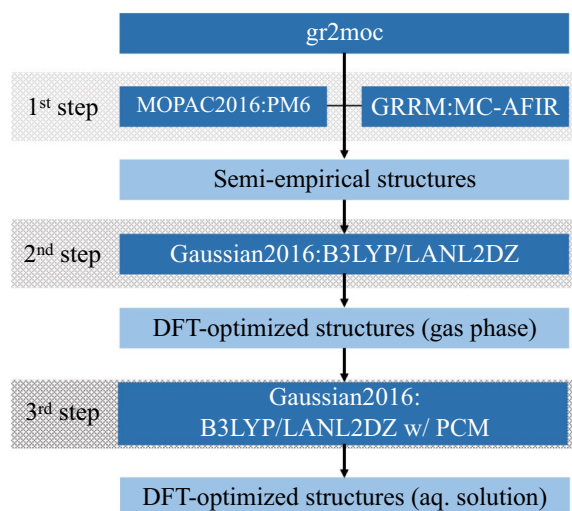 gr2moc
1st step
MOPAC2016:PM6
GRRM:MC-AFIR
Semi-empirical structures
2nd step
Gaussian2016:B3LYP/LANL2DZ
DFT-optimized structures (gas phase)
3rd step
Gaussian2016:
B3LYP/LANL2DZ w/ PCM
DFT-optimized structures (aq. solution)